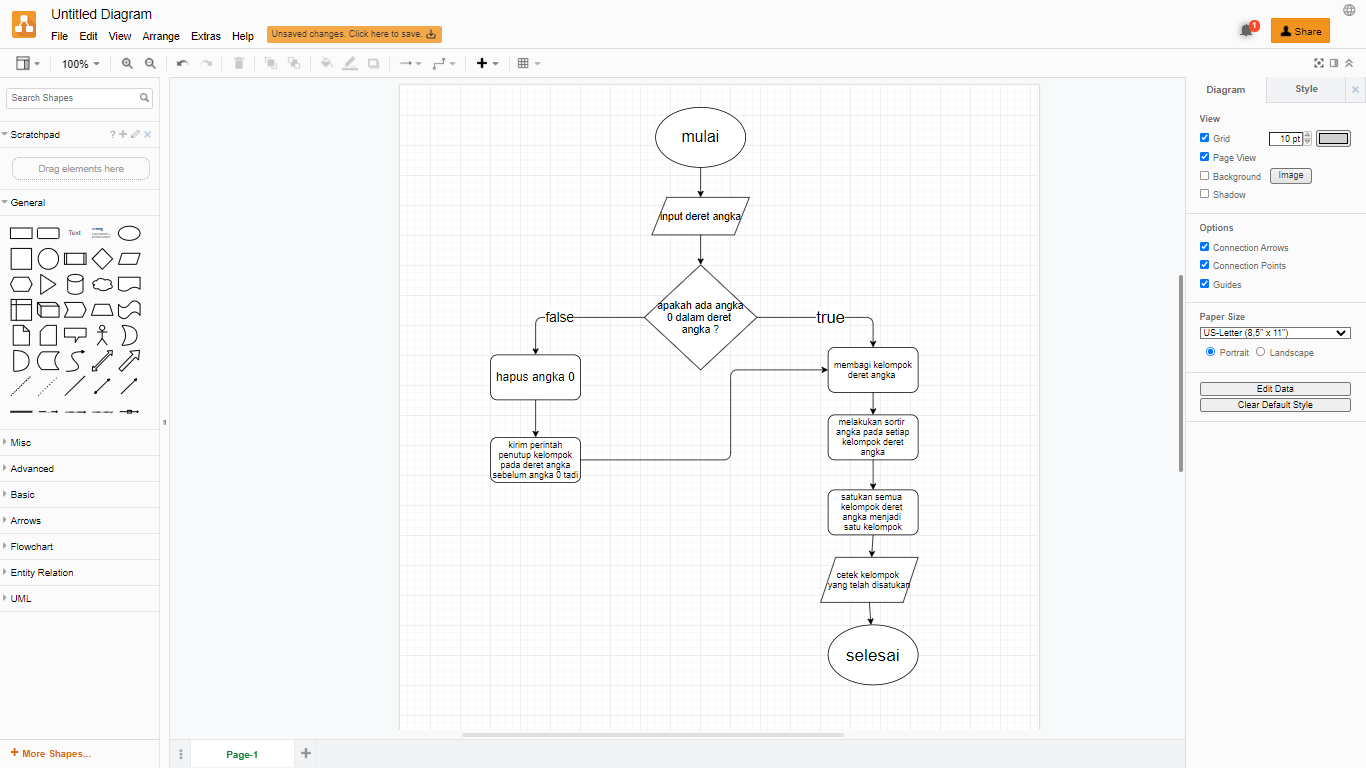 Untitled Diagram
File Edit View Arrange Extras Help
Unsaved changes. Click here to save.
1
Share
100%
Search Shapes
Scratchpad
?
Drag elements here
General
Text
Misc
Advanced
Basic
Arrows
Flowchart
Entity Relation
UML
+ More Shapes...
mulai
input deret angka
apakah ada angka
0 dalam deret
angka ?
false
true
hapus angka 0
kirim perintah
penutup kelompok
pada deret angka
sebelum angka 0 tadi
membagi kelompok
deret angka
melakukan sortir
angka pada setiap
kelompok deret
angka
satukan semua
kelompok deret
angka menjadi
satu kelompok
cetek kelompok
yang telah disatukan
selesai
Page-1
Diagram
Style
View
Grid
10 pt
Page View
Background
Image
Shadow
Options
Connection Arrows
Connection Points
Guides
Paper Size
US-Letter (8,5" x 11")
Portrait Landscape
Edit Data
Clear Default Style